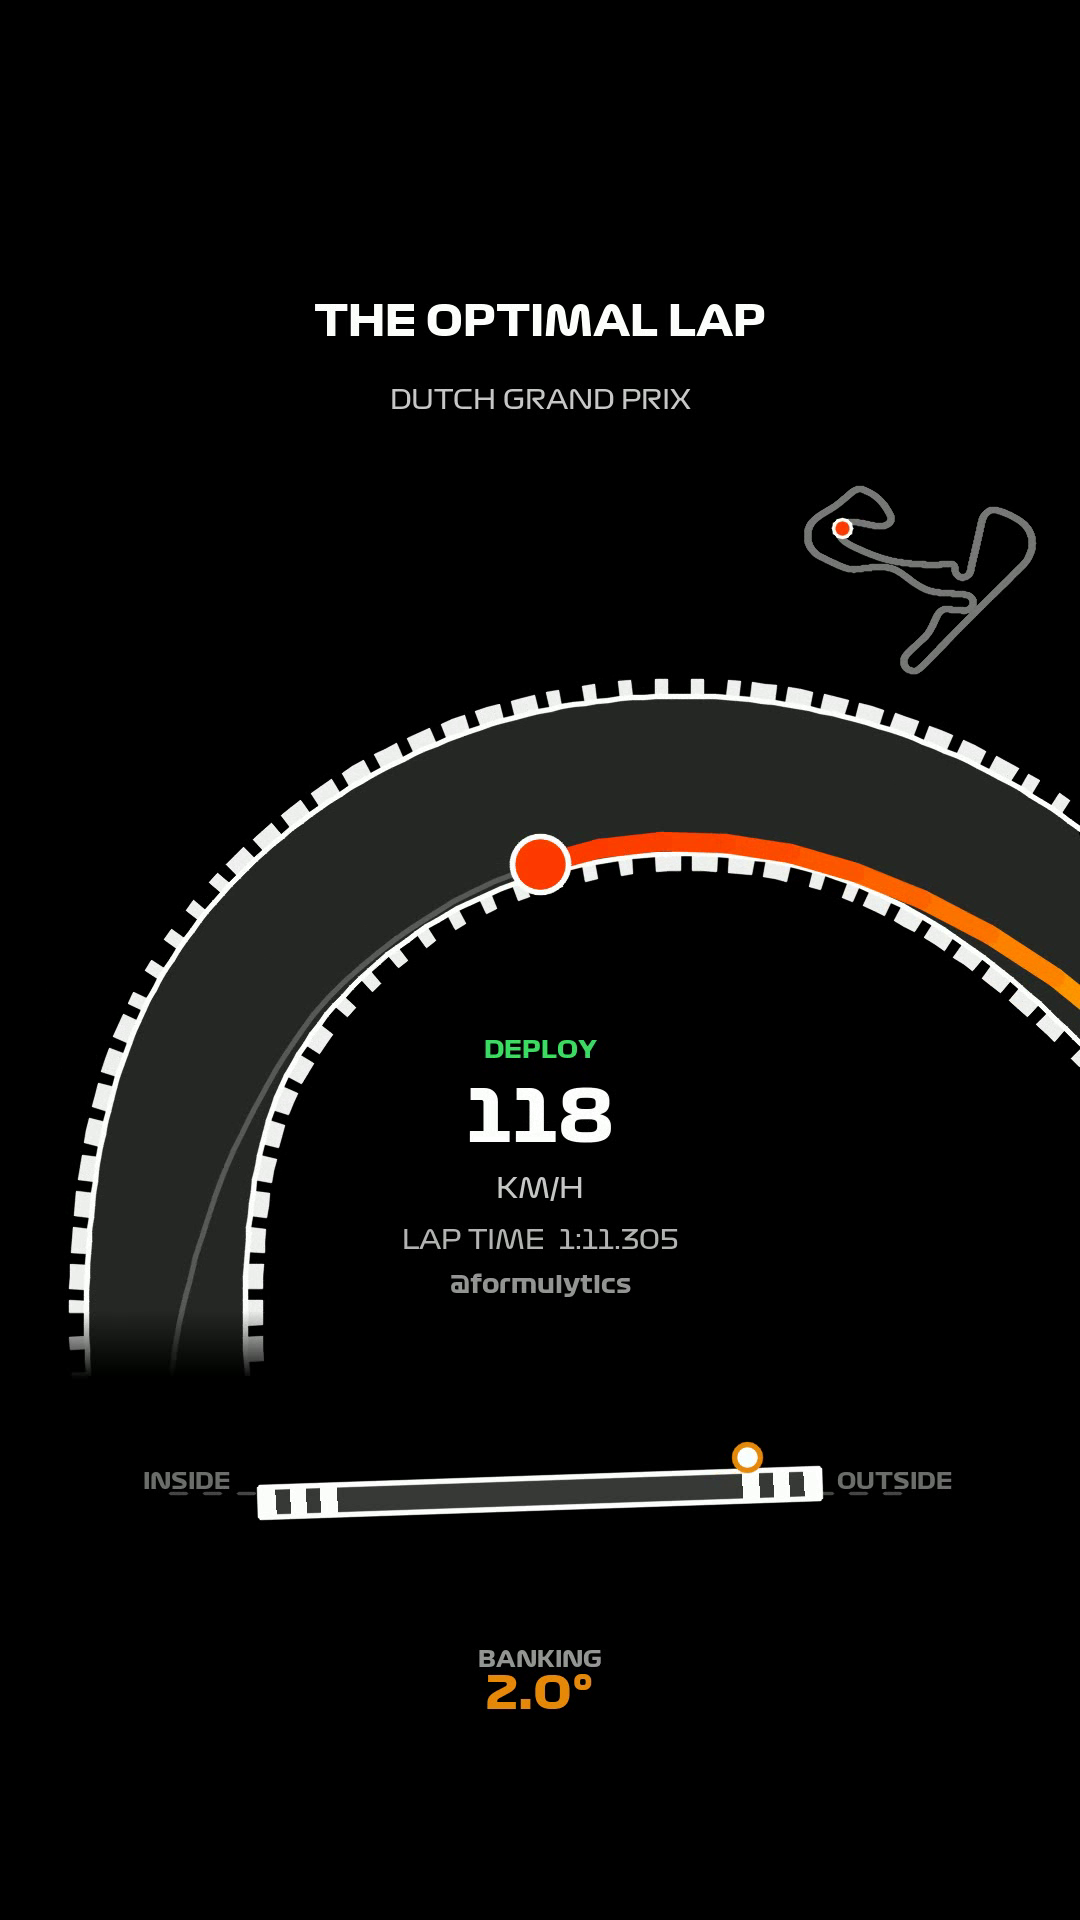 THE OPTIMAL LAP
DUTCH GRAND PRIX
DEPLOY
118
KM/H
LAP TIME 1:11.305
@formulytics
INSIDE
OUTSIDE
BANKING
2.0°